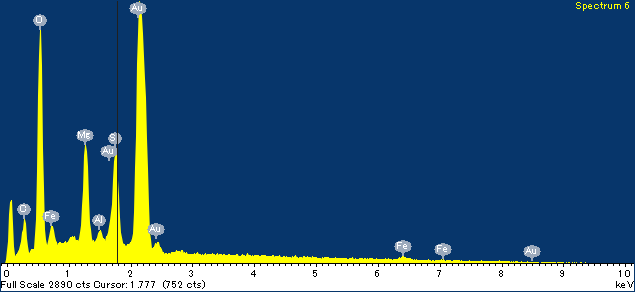 Spectrum 6
Au
O
Mg
Si
Au
C
Fe
Al
Au
Fe
Fe
Au
0 1 2 3 4 5 6 7 8 9 10
Full Scale 2890 cts Cursor: 1.777 (752 cts) keV